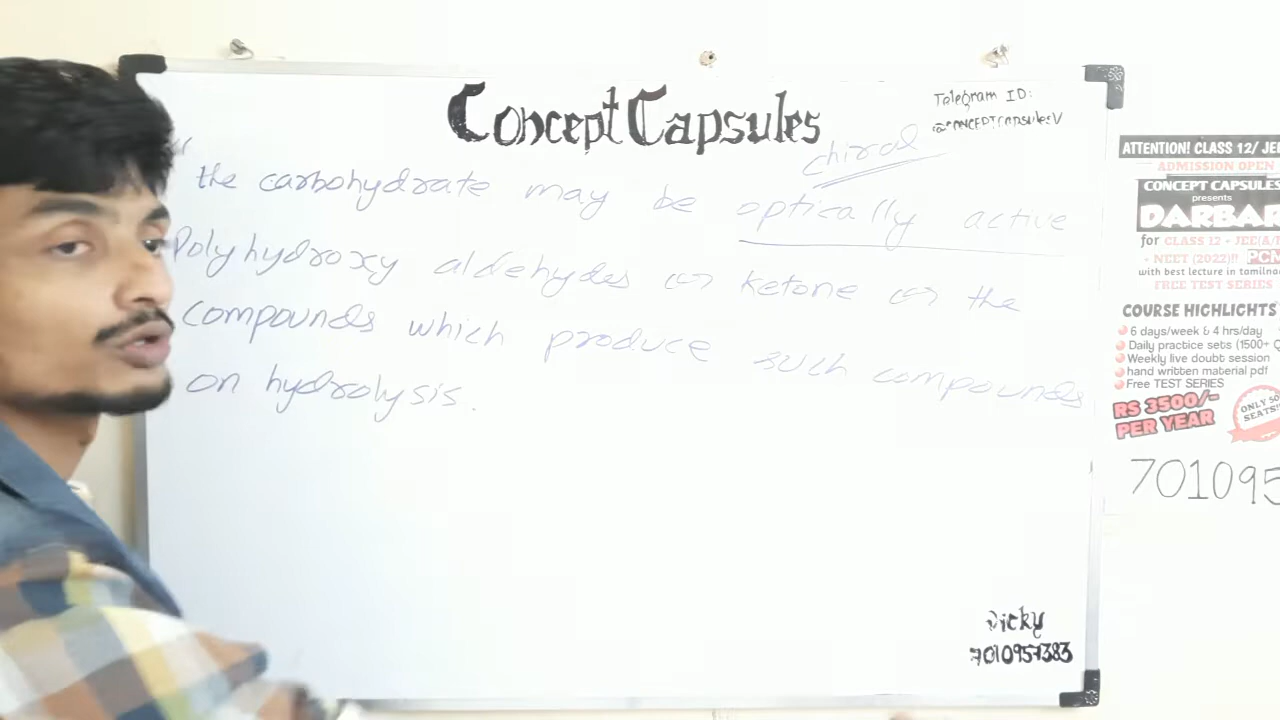 Concept Capsules
Telegram ID:
@CONCEPTCapsulesV
chiral
"the carbohydrate may be optically active
Polyhydroxy aldehydes (or) ketone (or) the
compounds which produce such compounds
on hydrolysis.
Vicky
7010957383
ATTENTION! CLASS 12/ JEE
ADMISSION OPEN
CONCEPT CAPSULES
presents
DARBAR
for CLASS 12 + JEE(A/
+ NEET (2022)!! PCM
with best lecture in tamilna
FREE TEST SERIES
COURSE HIGHLIGHTS
6 days/week & 4 hrs/day
Daily practice sets (1500+ Q
Weekly live doubt session
hand written material pdf
Free TEST SERIES
RS 3500/-
PER YEAR
ONLY 50
SEATS!!
701095